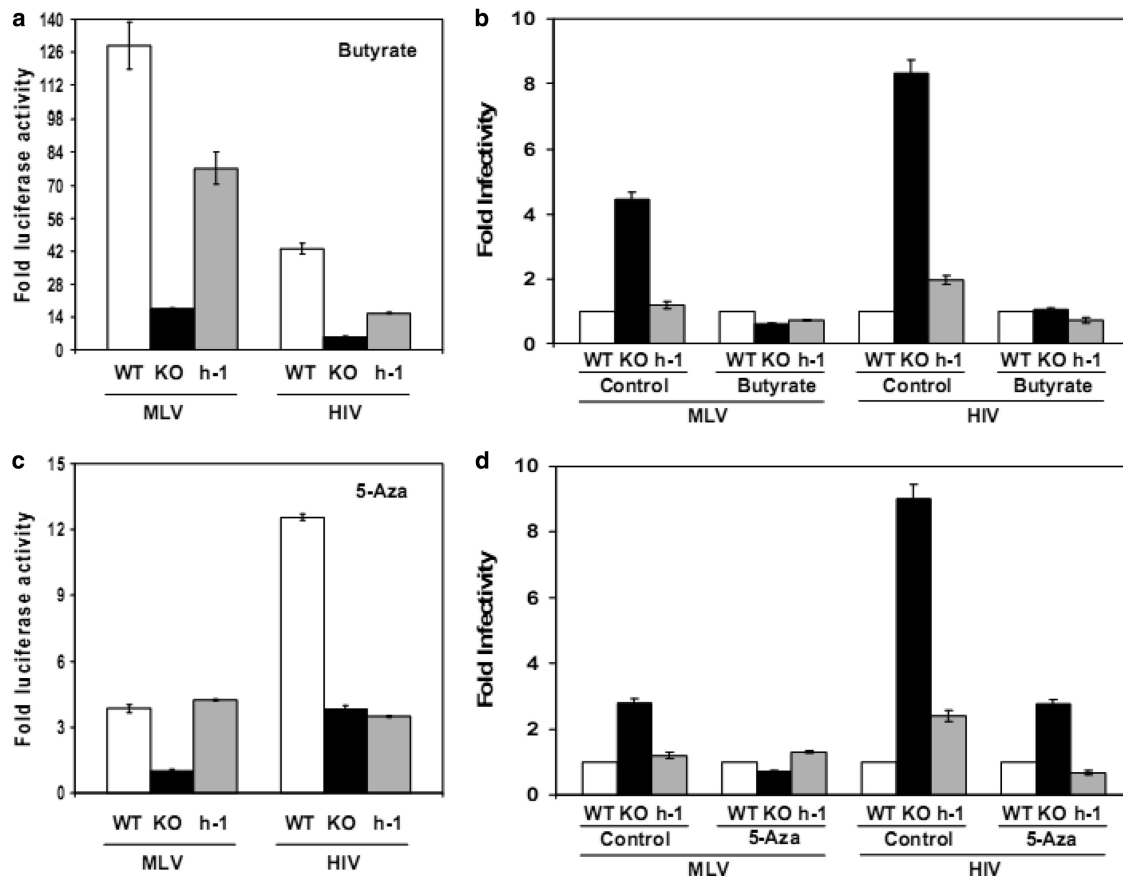 a
Fold luciferase activity
140
126
112
98
84
70
56
42
28
14
0
Butyrate
WT KO h-1 WT KO h-1
MLV HIV
b
Fold Infectivity
10
8
6
4
2
0
WT KO h-1 WT KO h-1 WT KO h-1 WT KO h-1
Control Butyrate Control Butyrate
MLV HIV
c
Fold luciferase activity
15
12
9
6
3
0
5-Aza
WT KO h-1 WT KO h-1
MLV HIV
d
Fold Infectivity
10
8
6
4
2
0
WT KO h-1 WT KO h-1 WT KO h-1 WT KO h-1
Control 5-Aza Control 5-Aza
MLV HIV